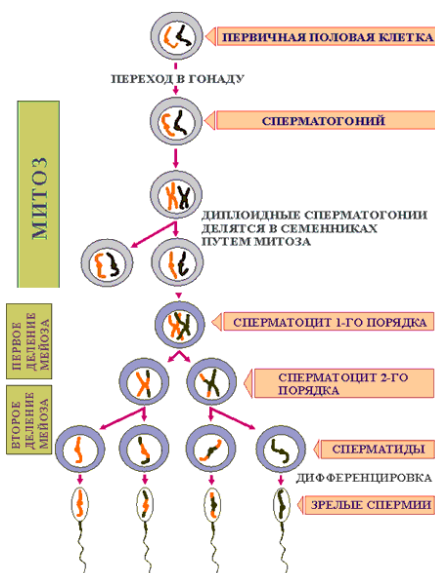 ПЕРВИЧНАЯ ПОЛОВАЯ КЛЕТКА
ПЕРЕХОД В ГОНАДУ
СПЕРМАТОГОНИЙ
МИТОЗ
ДИПЛОИДНЫЕ СПЕРМАТОГОНИИ
ДЕЛЯТСЯ В СЕМЕННИКАХ
ПУТЕМ МИТОЗА
ПЕРВОЕ
ДЕЛЕНИЕ
МЕЙОЗА
СПЕРМАТОЦИТ 1-ГО ПОРЯДКА
СПЕРМАТОЦИТ 2-ГО
ПОРЯДКА
ВТОРОЕ
ДЕЛЕНИЕ
МЕЙОЗА
СПЕРМАТИДЫ
ДИФФЕРЕНЦИРОВКА
ЗРЕЛЫЕ СПЕРМИИ